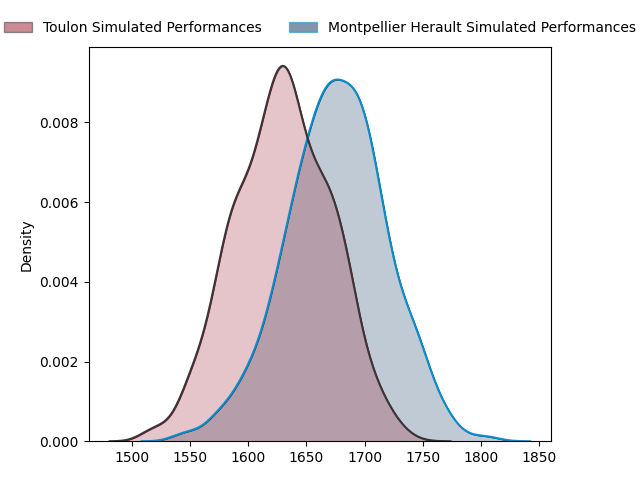 Toulon Simulated Performances
Montpellier Herault Simulated Performances
Density
0.008
0.006
0.004
0.002
0.000
1500 1550 1600 1650 1700 1750 1800 1850